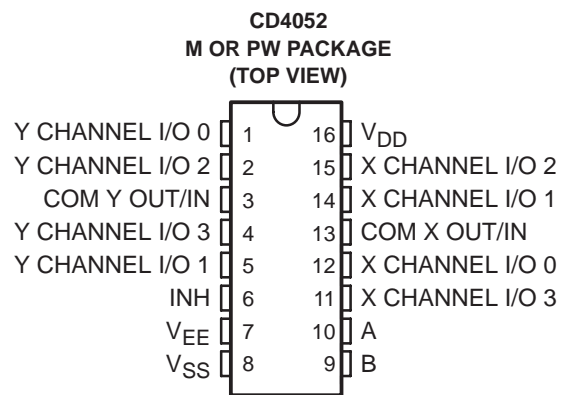 CD4052
M OR PW PACKAGE
(TOP VIEW)
Y CHANNEL I/O 0 1 16 VDD
Y CHANNEL I/O 2 2 15 X CHANNEL I/O 2
COM Y OUT/IN 3 14 X CHANNEL I/O 1
Y CHANNEL I/O 3 4 13 COM X OUT/IN
Y CHANNEL I/O 1 5 12 X CHANNEL I/O 0
INH 6 11 X CHANNEL I/O 3
VEE 7 10 A
VSS 8 9 B